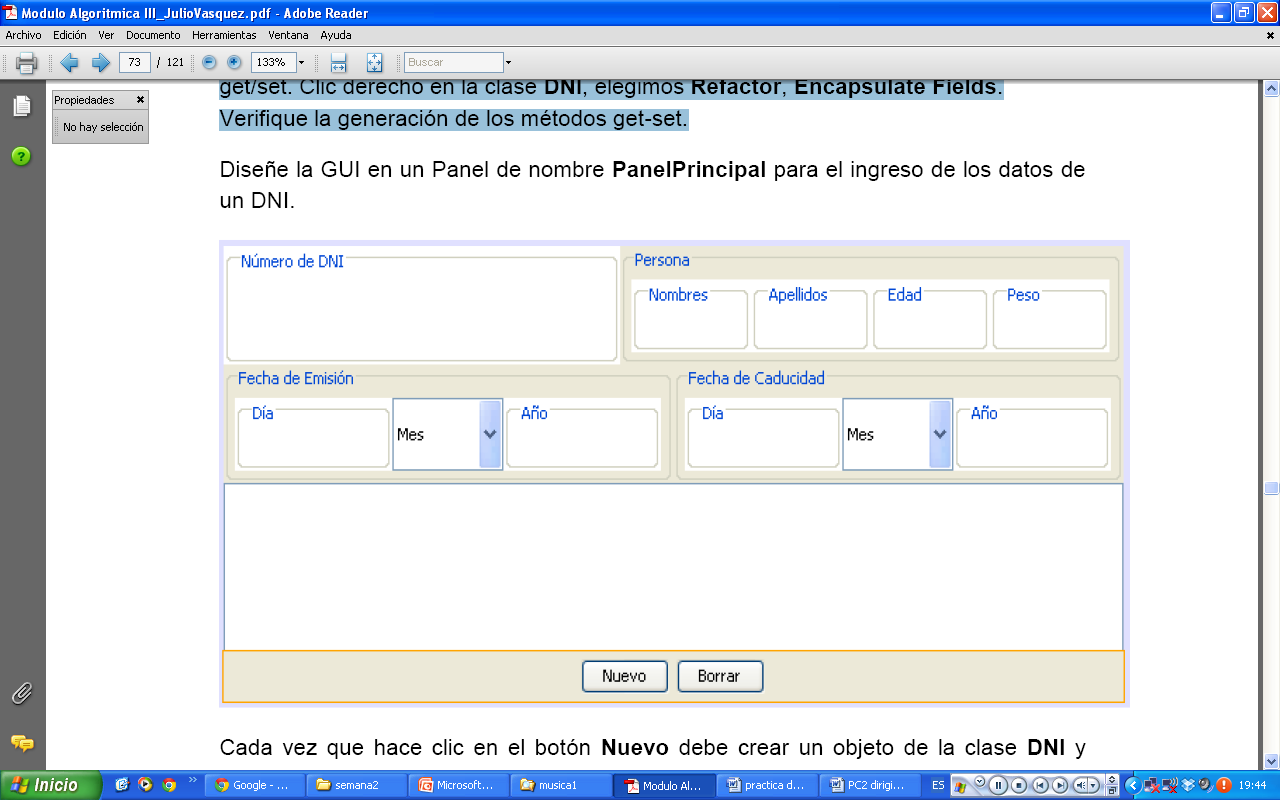 Modulo Algoritmica III_JulioVasquez.pdf - Adobe Reader
Archivo Edición Ver Documento Herramientas Ventana Ayuda
73 / 121 133% Buscar
Propiedades
No hay selección
get/set. Clic derecho en la clase DNI, elegimos Refactor, Encapsulate Fields.
Verifique la generación de los métodos get-set.
Diseñe la GUI en un Panel de nombre PanelPrincipal para el ingreso de los datos de
un DNI.
Número de DNI
Persona
Nombres Apellidos Edad Peso
Fecha de Emisión
Fecha de Caducidad
Día Mes Año
Día Mes Año
Nuevo Borrar
Cada vez que hace clic en el botón Nuevo debe crear un objeto de la clase DNI y
Inicio
Google - ...
semana2
Microsoft...
musica1
Modulo Al...
practica d...
PC2 dirigi...
ES
19:44